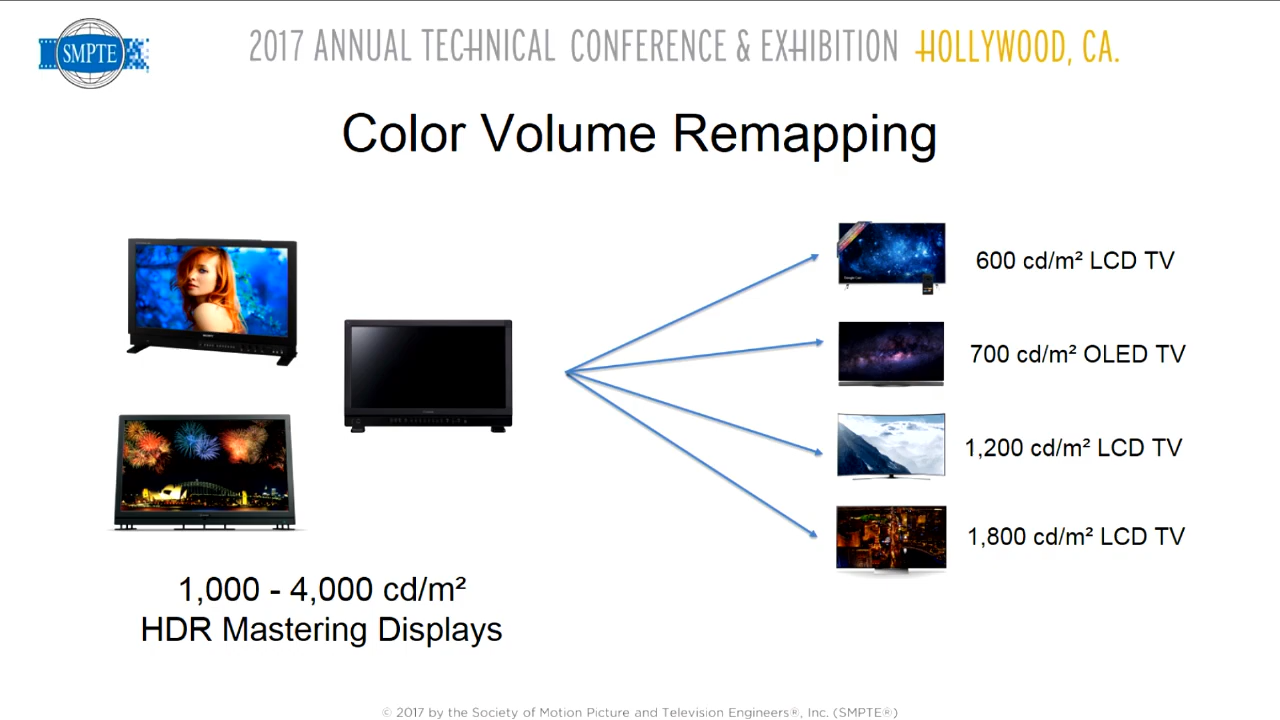 SMPTE
2017 ANNUAL TECHNICAL CONFERENCE & EXHIBITION HOLLYWOOD, CA.
Color Volume Remapping
600 cd/m² LCD TV
700 cd/m² OLED TV
1,200 cd/m² LCD TV
1,800 cd/m² LCD TV
1,000 - 4,000 cd/m²
HDR Mastering Displays
© 2017 by the Society of Motion Picture and Television Engineers®, Inc. (SMPTE®)